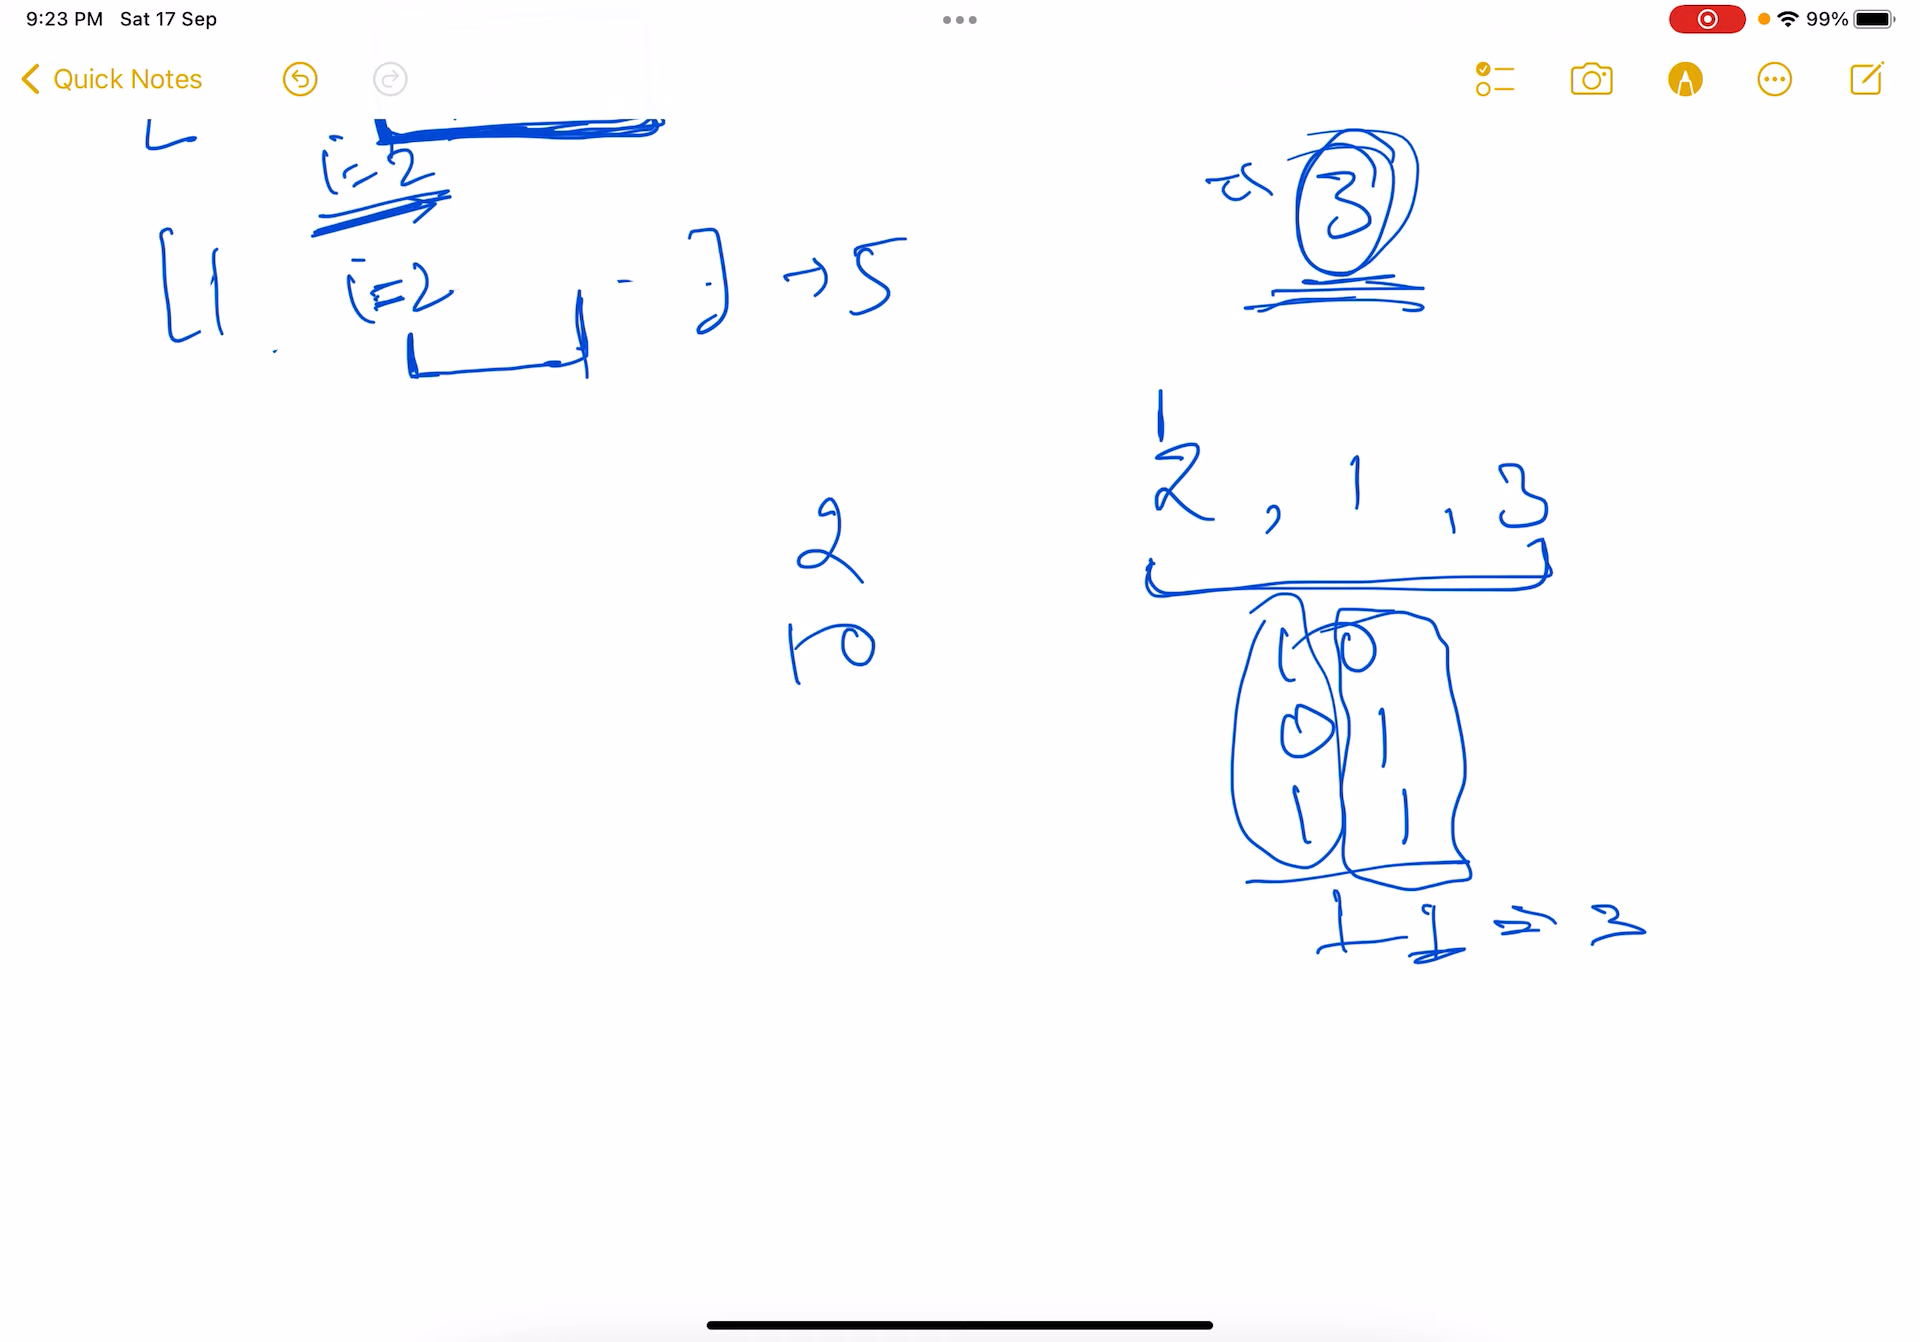 9:23 PM Sat 17 Sep
99%
Quick Notes
i=2
3
[1 i=2 - ] → 5
1
2 , 1 , 3
2
10
1 0
0 1
1 1
1 1 => 3